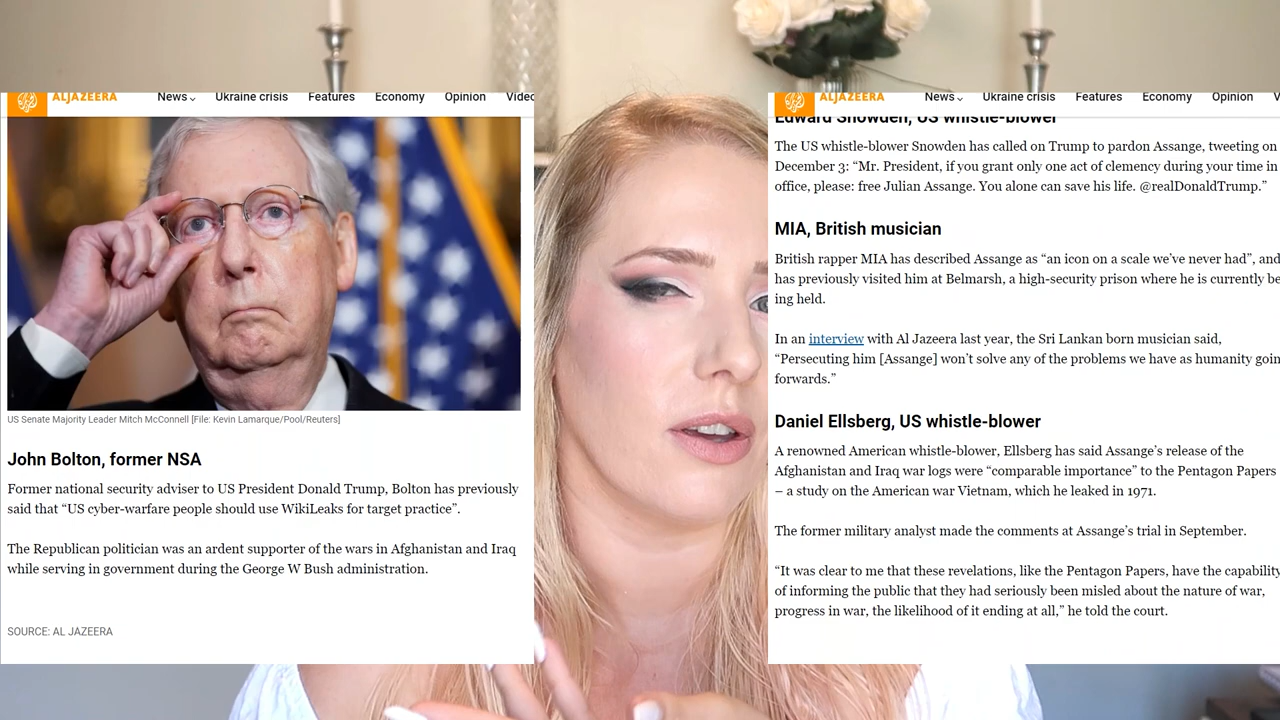 ALJAZEERA News Ukraine crisis Features Economy Opinion Video
US Senate Majority Leader Mitch McConnell [File: Kevin Lamarque/Pool/Reuters]
John Bolton, former NSA
Former national security adviser to US President Donald Trump, Bolton has previously
said that “US cyber-warfare people should use WikiLeaks for target practice”.
The Republican politician was an ardent supporter of the wars in Afghanistan and Iraq
while serving in government during the George W Bush administration.
SOURCE: AL JAZEERA
ALJAZEERA News Ukraine crisis Features Economy Opinion V
Edward Snowden, US whistle-blower
The US whistle-blower Snowden has called on Trump to pardon Assange, tweeting on
December 3: “Mr. President, if you grant only one act of clemency during your time in
office, please: free Julian Assange. You alone can save his life. @realDonaldTrump.”
MIA, British musician
British rapper MIA has described Assange as “an icon on a scale we’ve never had”, and
has previously visited him at Belmarsh, a high-security prison where he is currently be
ing held.
In an interview with Al Jazeera last year, the Sri Lankan born musician said,
“Persecuting him [Assange] won’t solve any of the problems we have as humanity goin
forwards.”
Daniel Ellsberg, US whistle-blower
A renowned American whistle-blower, Ellsberg has said Assange’s release of the
Afghanistan and Iraq war logs were “comparable importance” to the Pentagon Papers
– a study on the American war Vietnam, which he leaked in 1971.
The former military analyst made the comments at Assange’s trial in September.
“It was clear to me that these revelations, like the Pentagon Papers, have the capability
of informing the public that they had seriously been misled about the nature of war,
progress in war, the likelihood of it ending at all,” he told the court.